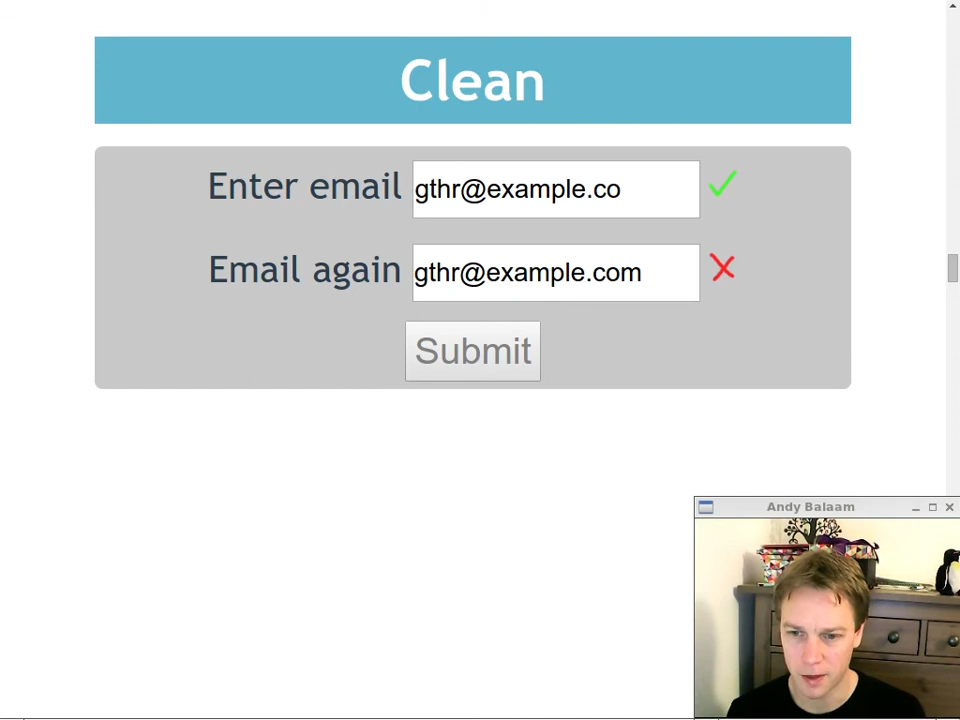 Clean
Enter email gthr@example.co
Email again gthr@example.com
Submit
Andy Balaam